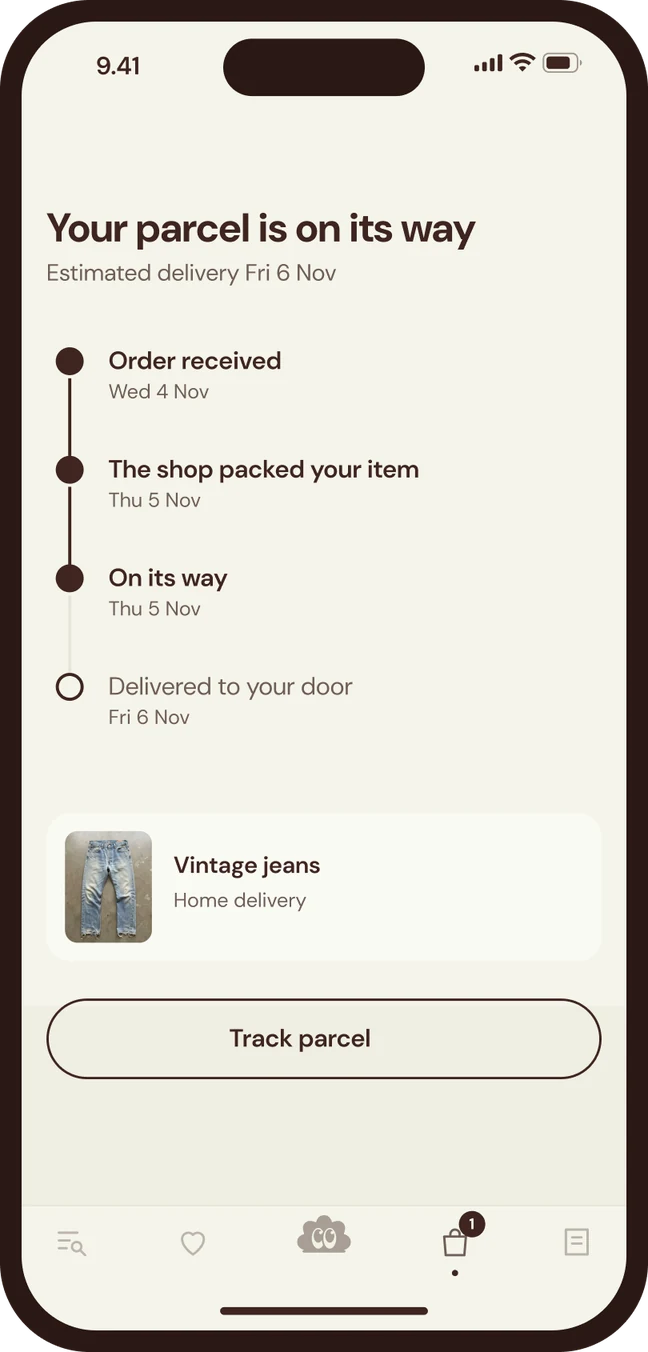 9.41
Your parcel is on its way
Estimated delivery Fri 6 Nov
Order received
Wed 4 Nov
The shop packed your item
Thu 5 Nov
On its way
Thu 5 Nov
Delivered to your door
Fri 6 Nov
Vintage jeans
Home delivery
Track parcel
1